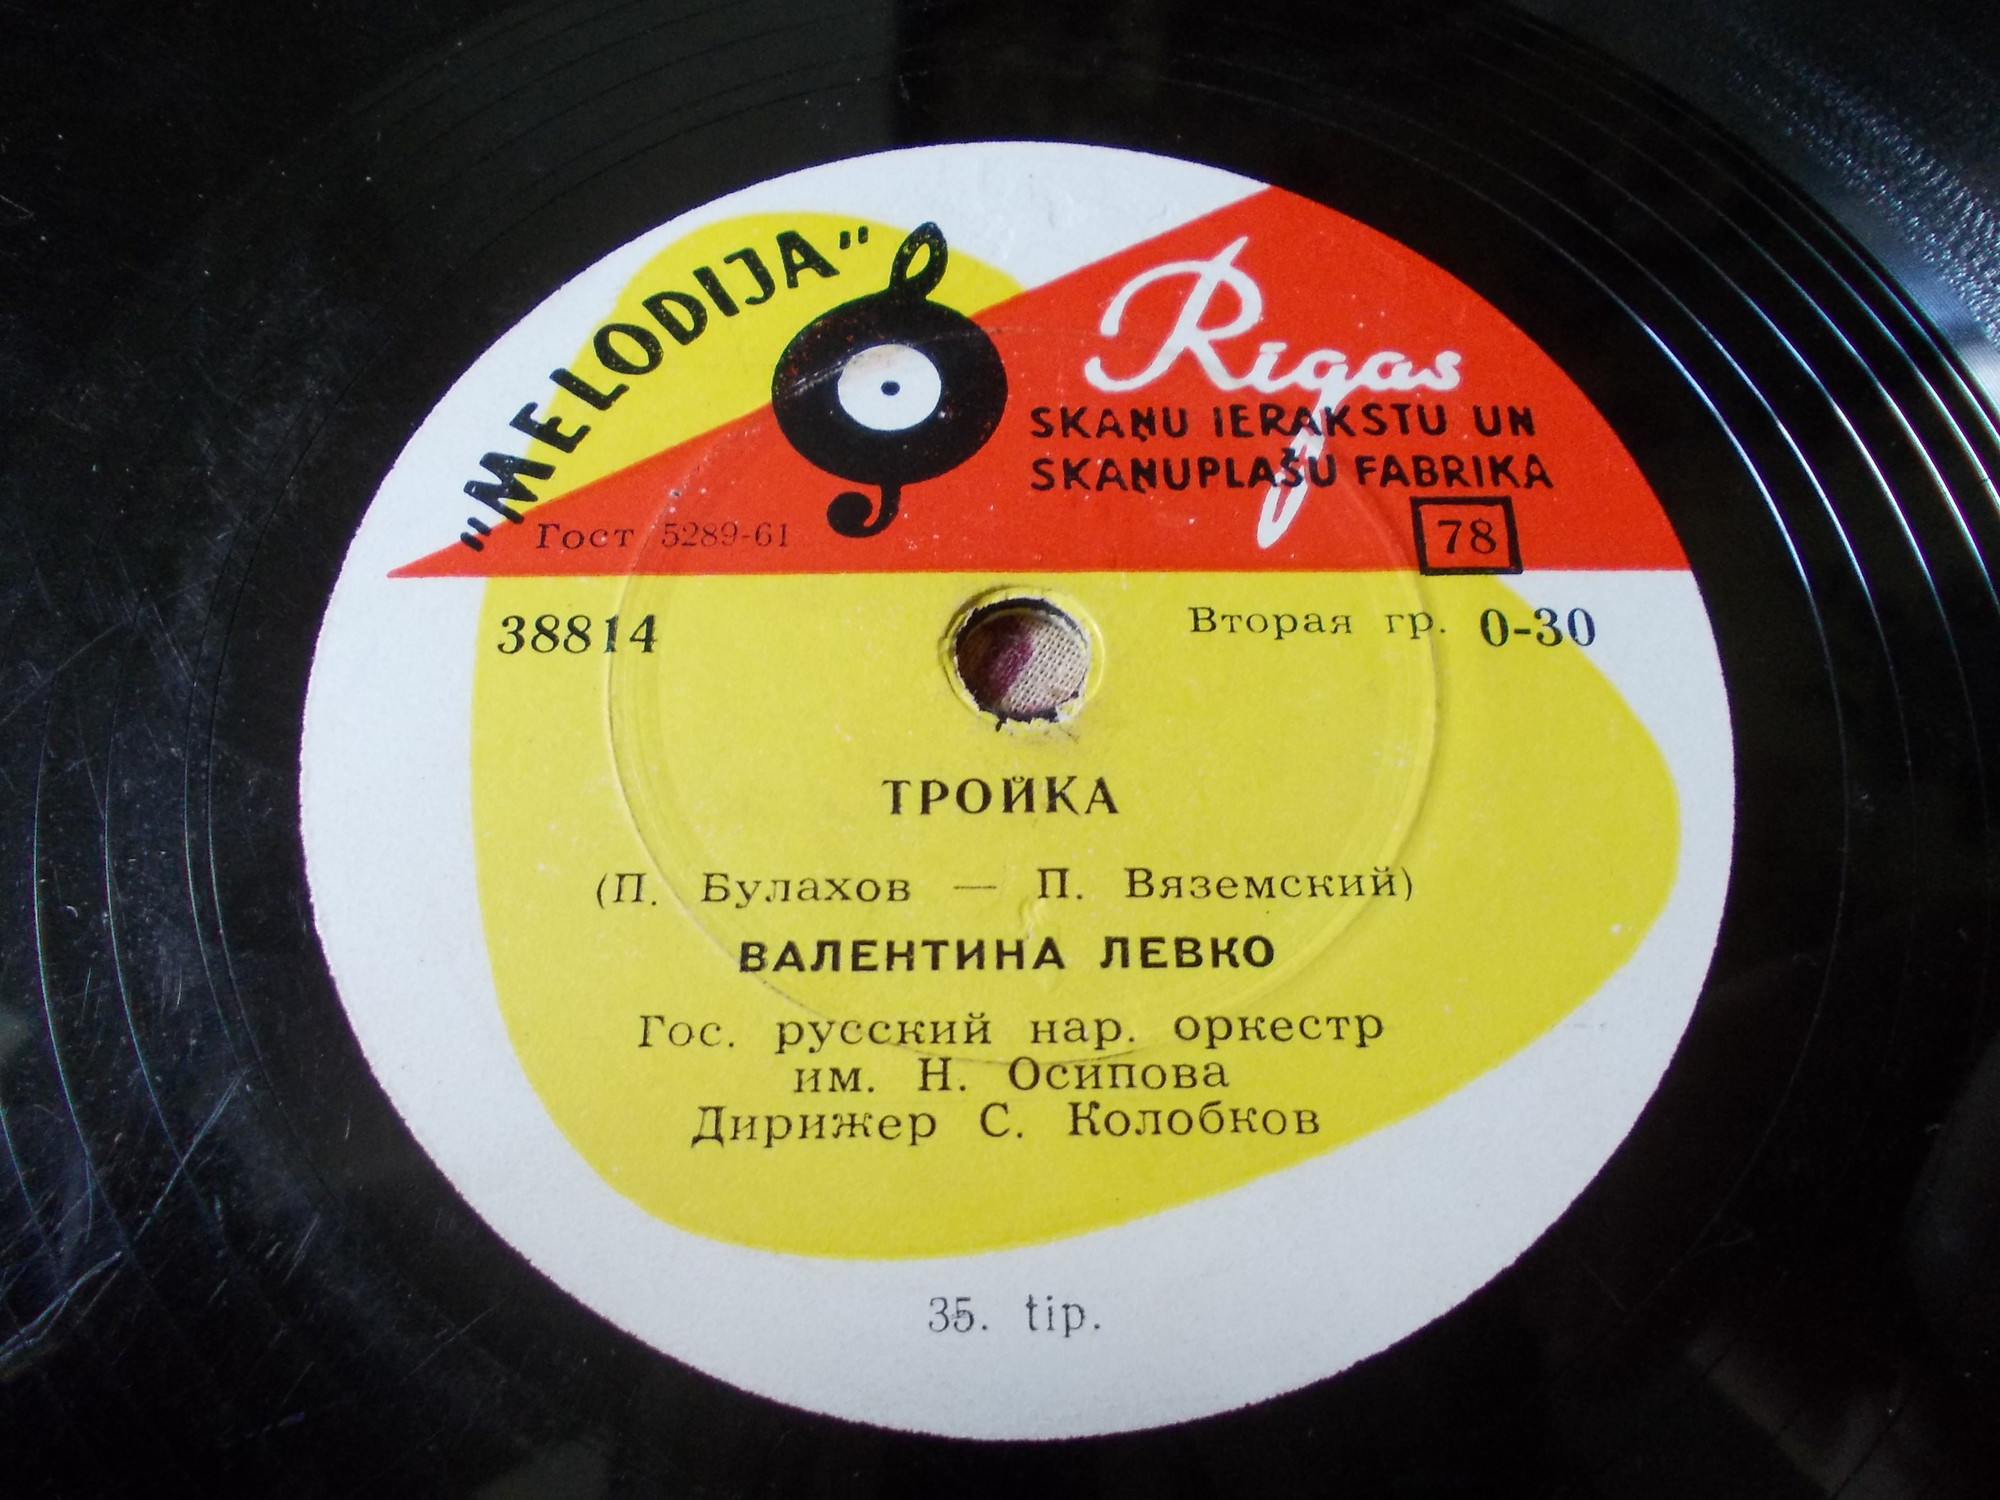 „MELODIJA“
Rigas
SKAŅU IERAKSTU UN
SKAŅUPLAŠU FABRIKA
Гост 5289-61
78
38814
Вторая гр. 0-30
ТРОЙКА
(П. Булахов — П. Вяземский)
ВАЛЕНТИНА ЛЕВКО
Гос. русский нар. оркестр
им. Н. Осипова
Дирижер С. Колобков
35. tip.